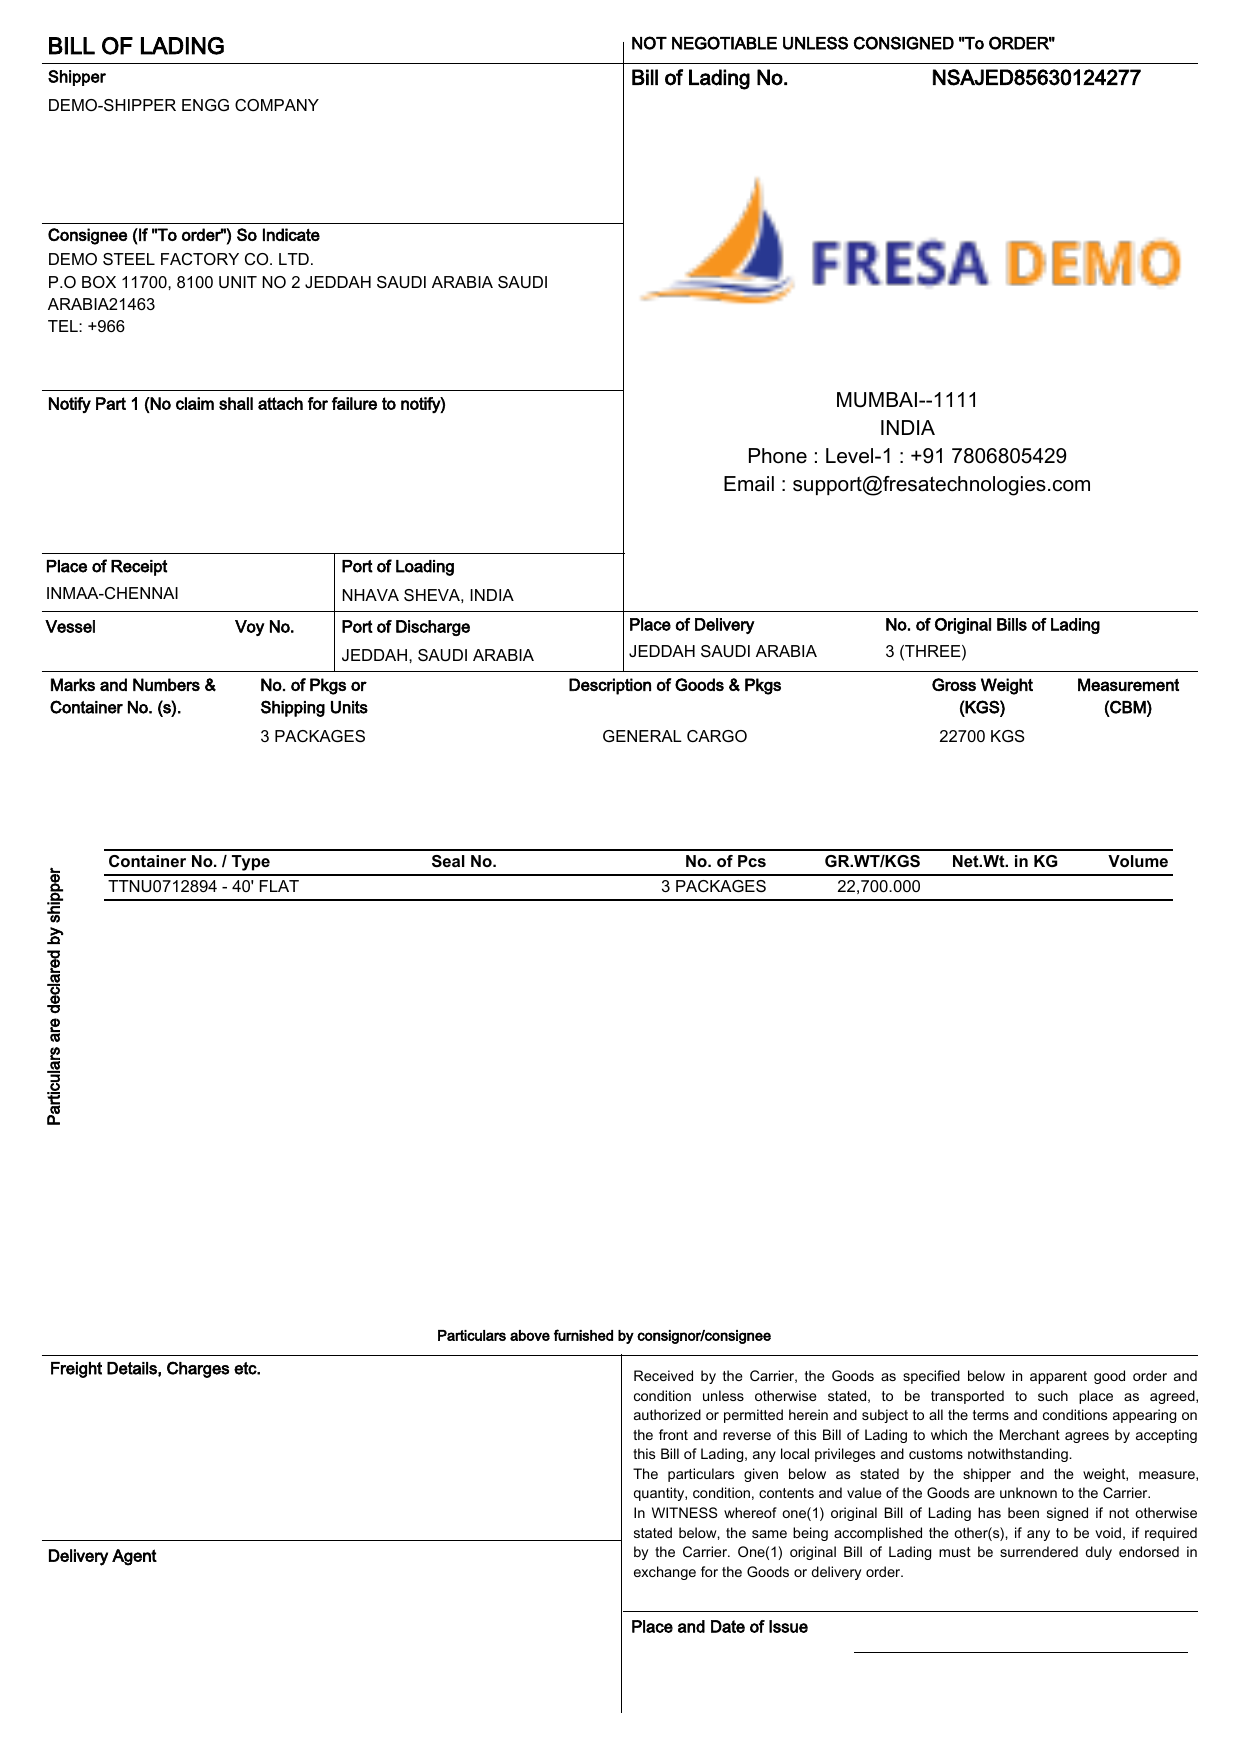 BILL OF LADING
NOT NEGOTIABLE UNLESS CONSIGNED "To ORDER"
Shipper
DEMO-SHIPPER ENGG COMPANY
Bill of Lading No. NSAJED85630124277
FRESA DEMO
Consignee (If "To order") So Indicate
DEMO STEEL FACTORY CO. LTD.
P.O BOX 11700, 8100 UNIT NO 2 JEDDAH SAUDI ARABIA SAUDI
ARABIA21463
TEL: +966
Notify Part 1 (No claim shall attach for failure to notify)
MUMBAI--1111
INDIA
Phone : Level-1 : +91 7806805429
Email : support@fresatechnologies.com
Place of Receipt
INMAA-CHENNAI
Port of Loading
NHAVA SHEVA, INDIA
Vessel Voy No.
Port of Discharge
JEDDAH, SAUDI ARABIA
Place of Delivery
JEDDAH SAUDI ARABIA
No. of Original Bills of Lading
3 (THREE)
Marks and Numbers &
Container No. (s).
No. of Pkgs or
Shipping Units
Description of Goods & Pkgs
Gross Weight
(KGS)
Measurement
(CBM)
3 PACKAGES GENERAL CARGO 22700 KGS
Container No. / Type Seal No. No. of Pcs GR.WT/KGS Net.Wt. in KG Volume
TTNU0712894 - 40' FLAT 3 PACKAGES 22,700.000
Particulars are declared by shipper
Particulars above furnished by consignor/consignee
Freight Details, Charges etc.
Received by the Carrier, the Goods as specified below in apparent good order and
condition unless otherwise stated, to be transported to such place as agreed,
authorized or permitted herein and subject to all the terms and conditions appearing on
the front and reverse of this Bill of Lading to which the Merchant agrees by accepting
this Bill of Lading, any local privileges and customs notwithstanding.
The particulars given below as stated by the shipper and the weight, measure,
quantity, condition, contents and value of the Goods are unknown to the Carrier.
In WITNESS whereof one(1) original Bill of Lading has been signed if not otherwise
stated below, the same being accomplished the other(s), if any to be void, if required
by the Carrier. One(1) original Bill of Lading must be surrendered duly endorsed in
exchange for the Goods or delivery order.
Delivery Agent
Place and Date of Issue